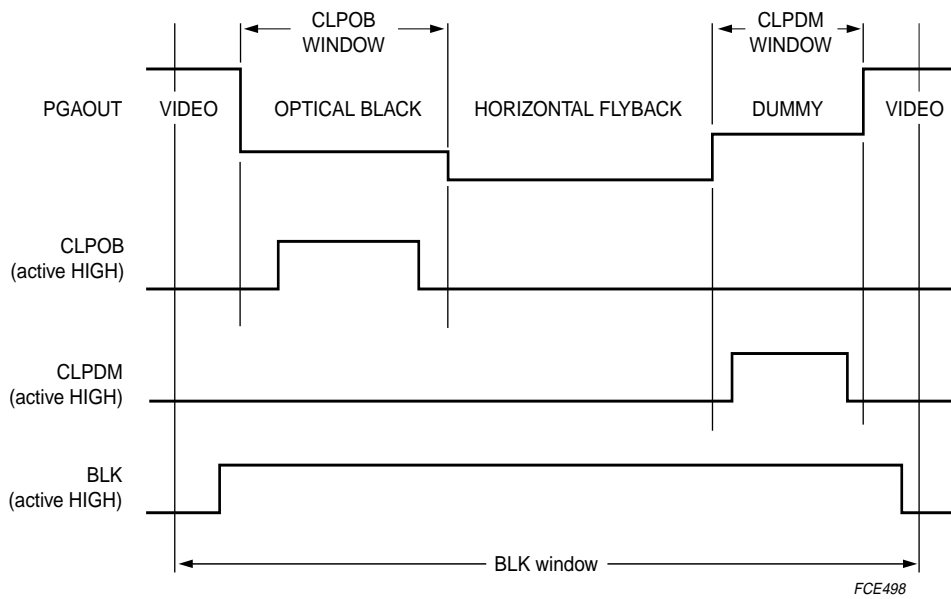 CLPOB
WINDOW
CLPDM
WINDOW
PGAOUT
VIDEO
OPTICAL BLACK
HORIZONTAL FLYBACK
DUMMY
VIDEO
CLPOB
(active HIGH)
CLPDM
(active HIGH)
BLK
(active HIGH)
BLK window
FCE498